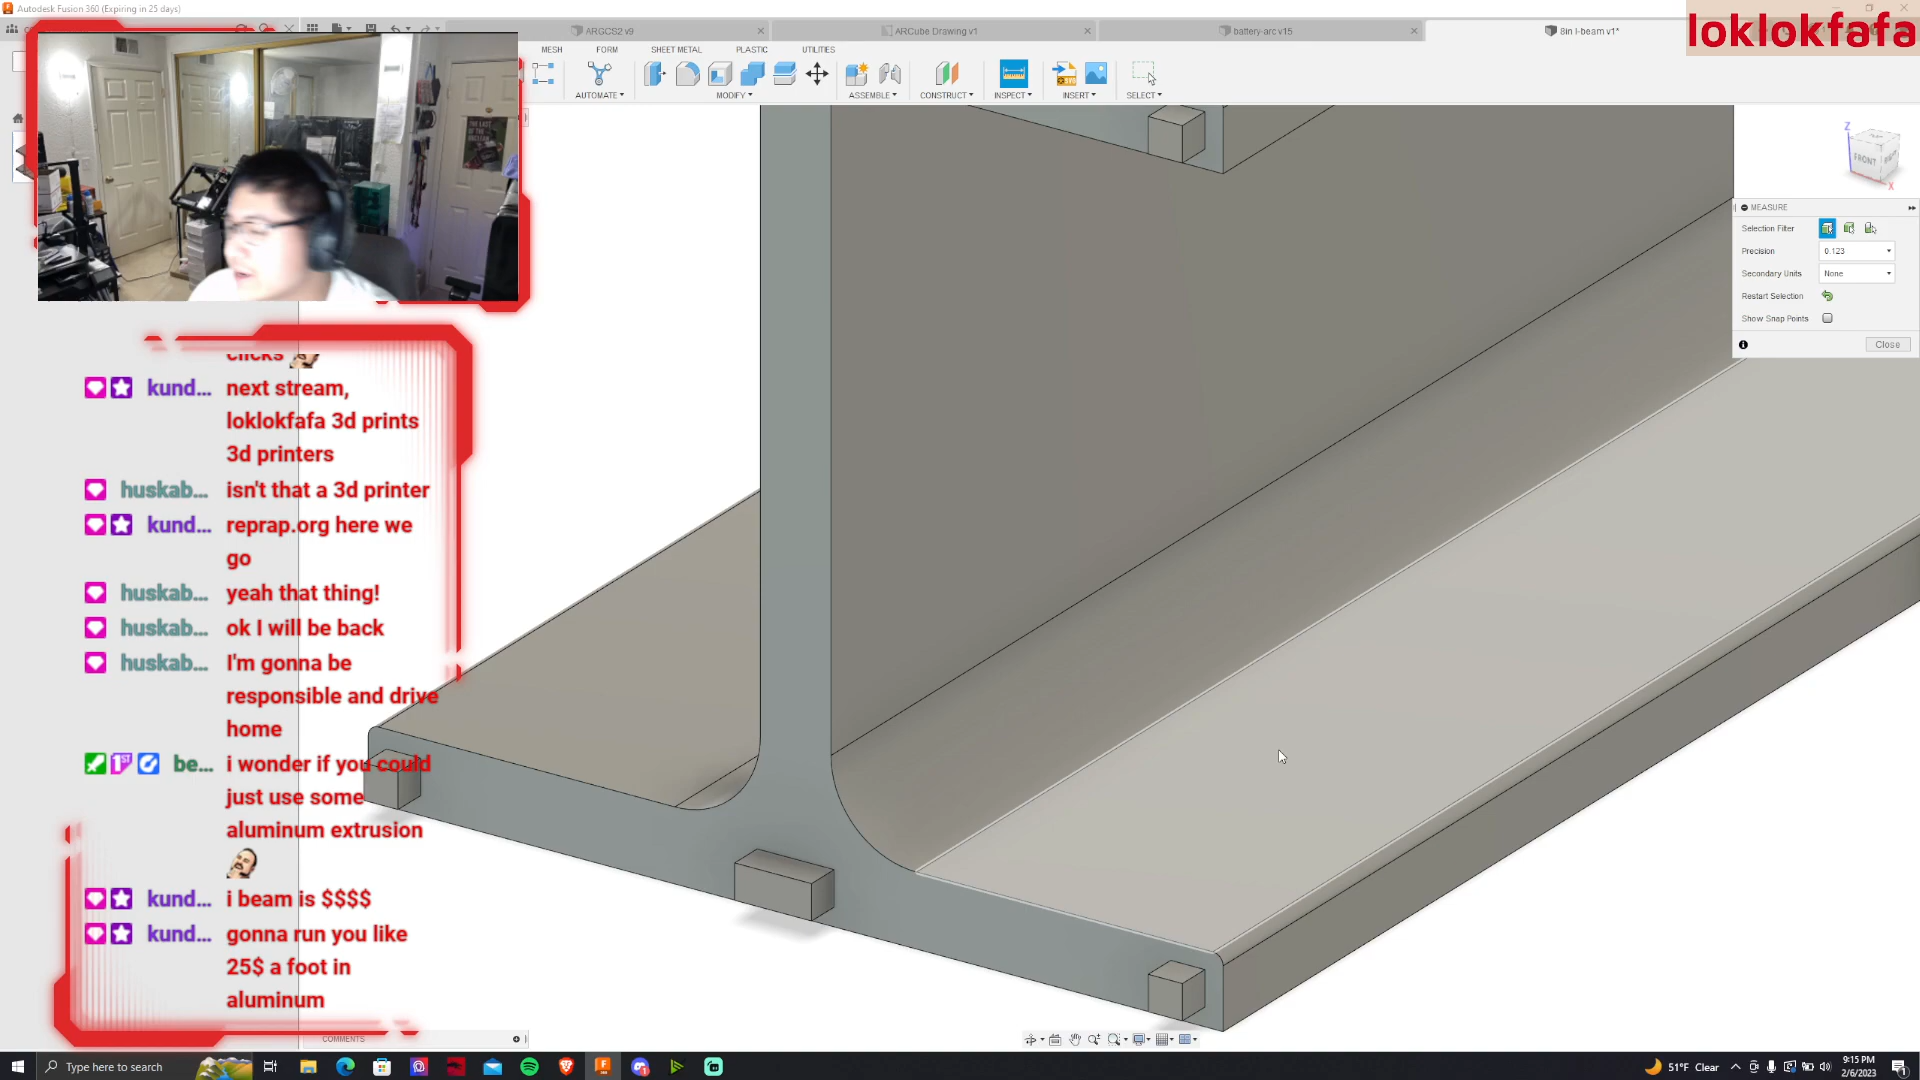 Autodesk Fusion 360 (Expiring in 25 days)
loklokfafa
ARGCS2 v9
ARCube Drawing v1
battery-arc v15
8in I-beam v1*
MESH
FORM
SHEET METAL
PLASTIC
UTILITIES
AUTOMATE
MODIFY
ASSEMBLE
CONSTRUCT
INSPECT
INSERT
SELECT
Z
FRONT
RIGHT
X
MEASURE
Selection Filter
Precision
0.123
Secondary Units
None
Restart Selection
Show Snap Points
Close
clicks
kund... next stream,
loklokfafa 3d prints
3d printers
huskab... isn't that a 3d printer
kund... reprap.org here we
go
huskab... yeah that thing!
huskab... ok I will be back
huskab... I'm gonna be
responsible and drive
home
1ST be... i wonder if you could
just use some
aluminum extrusion
kund... i beam is $$$$
kund... gonna run you like
25$ a foot in
aluminum
COMMENTS
Type here to search
51°F Clear
9:15 PM
2/6/2023